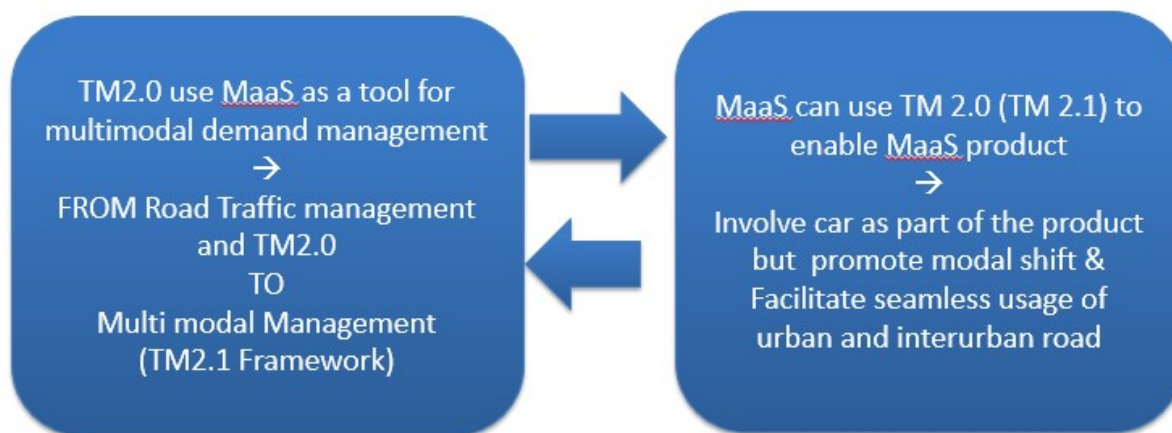 TM2.0 use MaaS as a tool for
multimodal demand management
→
FROM Road Traffic management
and TM2.0
TO
Multi modal Management
(TM2.1 Framework)
MaaS can use TM 2.0 (TM 2.1) to
enable MaaS product
→
Involve car as part of the product
but promote modal shift &
Facilitate seamless usage of
urban and interurban road